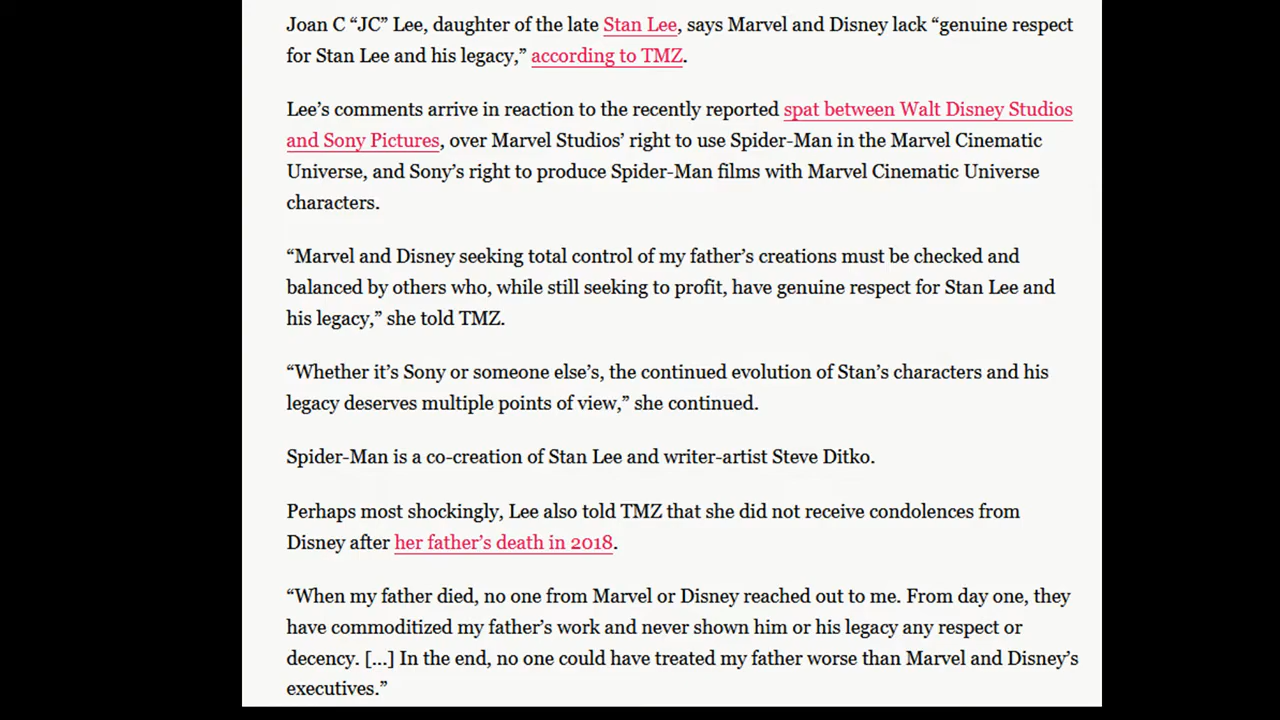 Joan C “JC” Lee, daughter of the late Stan Lee, says Marvel and Disney lack “genuine respect
for Stan Lee and his legacy,” according to TMZ.
Lee’s comments arrive in reaction to the recently reported spat between Walt Disney Studios
and Sony Pictures, over Marvel Studios’ right to use Spider-Man in the Marvel Cinematic
Universe, and Sony’s right to produce Spider-Man films with Marvel Cinematic Universe
characters.
“Marvel and Disney seeking total control of my father’s creations must be checked and
balanced by others who, while still seeking to profit, have genuine respect for Stan Lee and
his legacy,” she told TMZ.
“Whether it’s Sony or someone else’s, the continued evolution of Stan’s characters and his
legacy deserves multiple points of view,” she continued.
Spider-Man is a co-creation of Stan Lee and writer-artist Steve Ditko.
Perhaps most shockingly, Lee also told TMZ that she did not receive condolences from
Disney after her father’s death in 2018.
“When my father died, no one from Marvel or Disney reached out to me. From day one, they
have commoditized my father’s work and never shown him or his legacy any respect or
decency. [...] In the end, no one could have treated my father worse than Marvel and Disney’s
executives.”